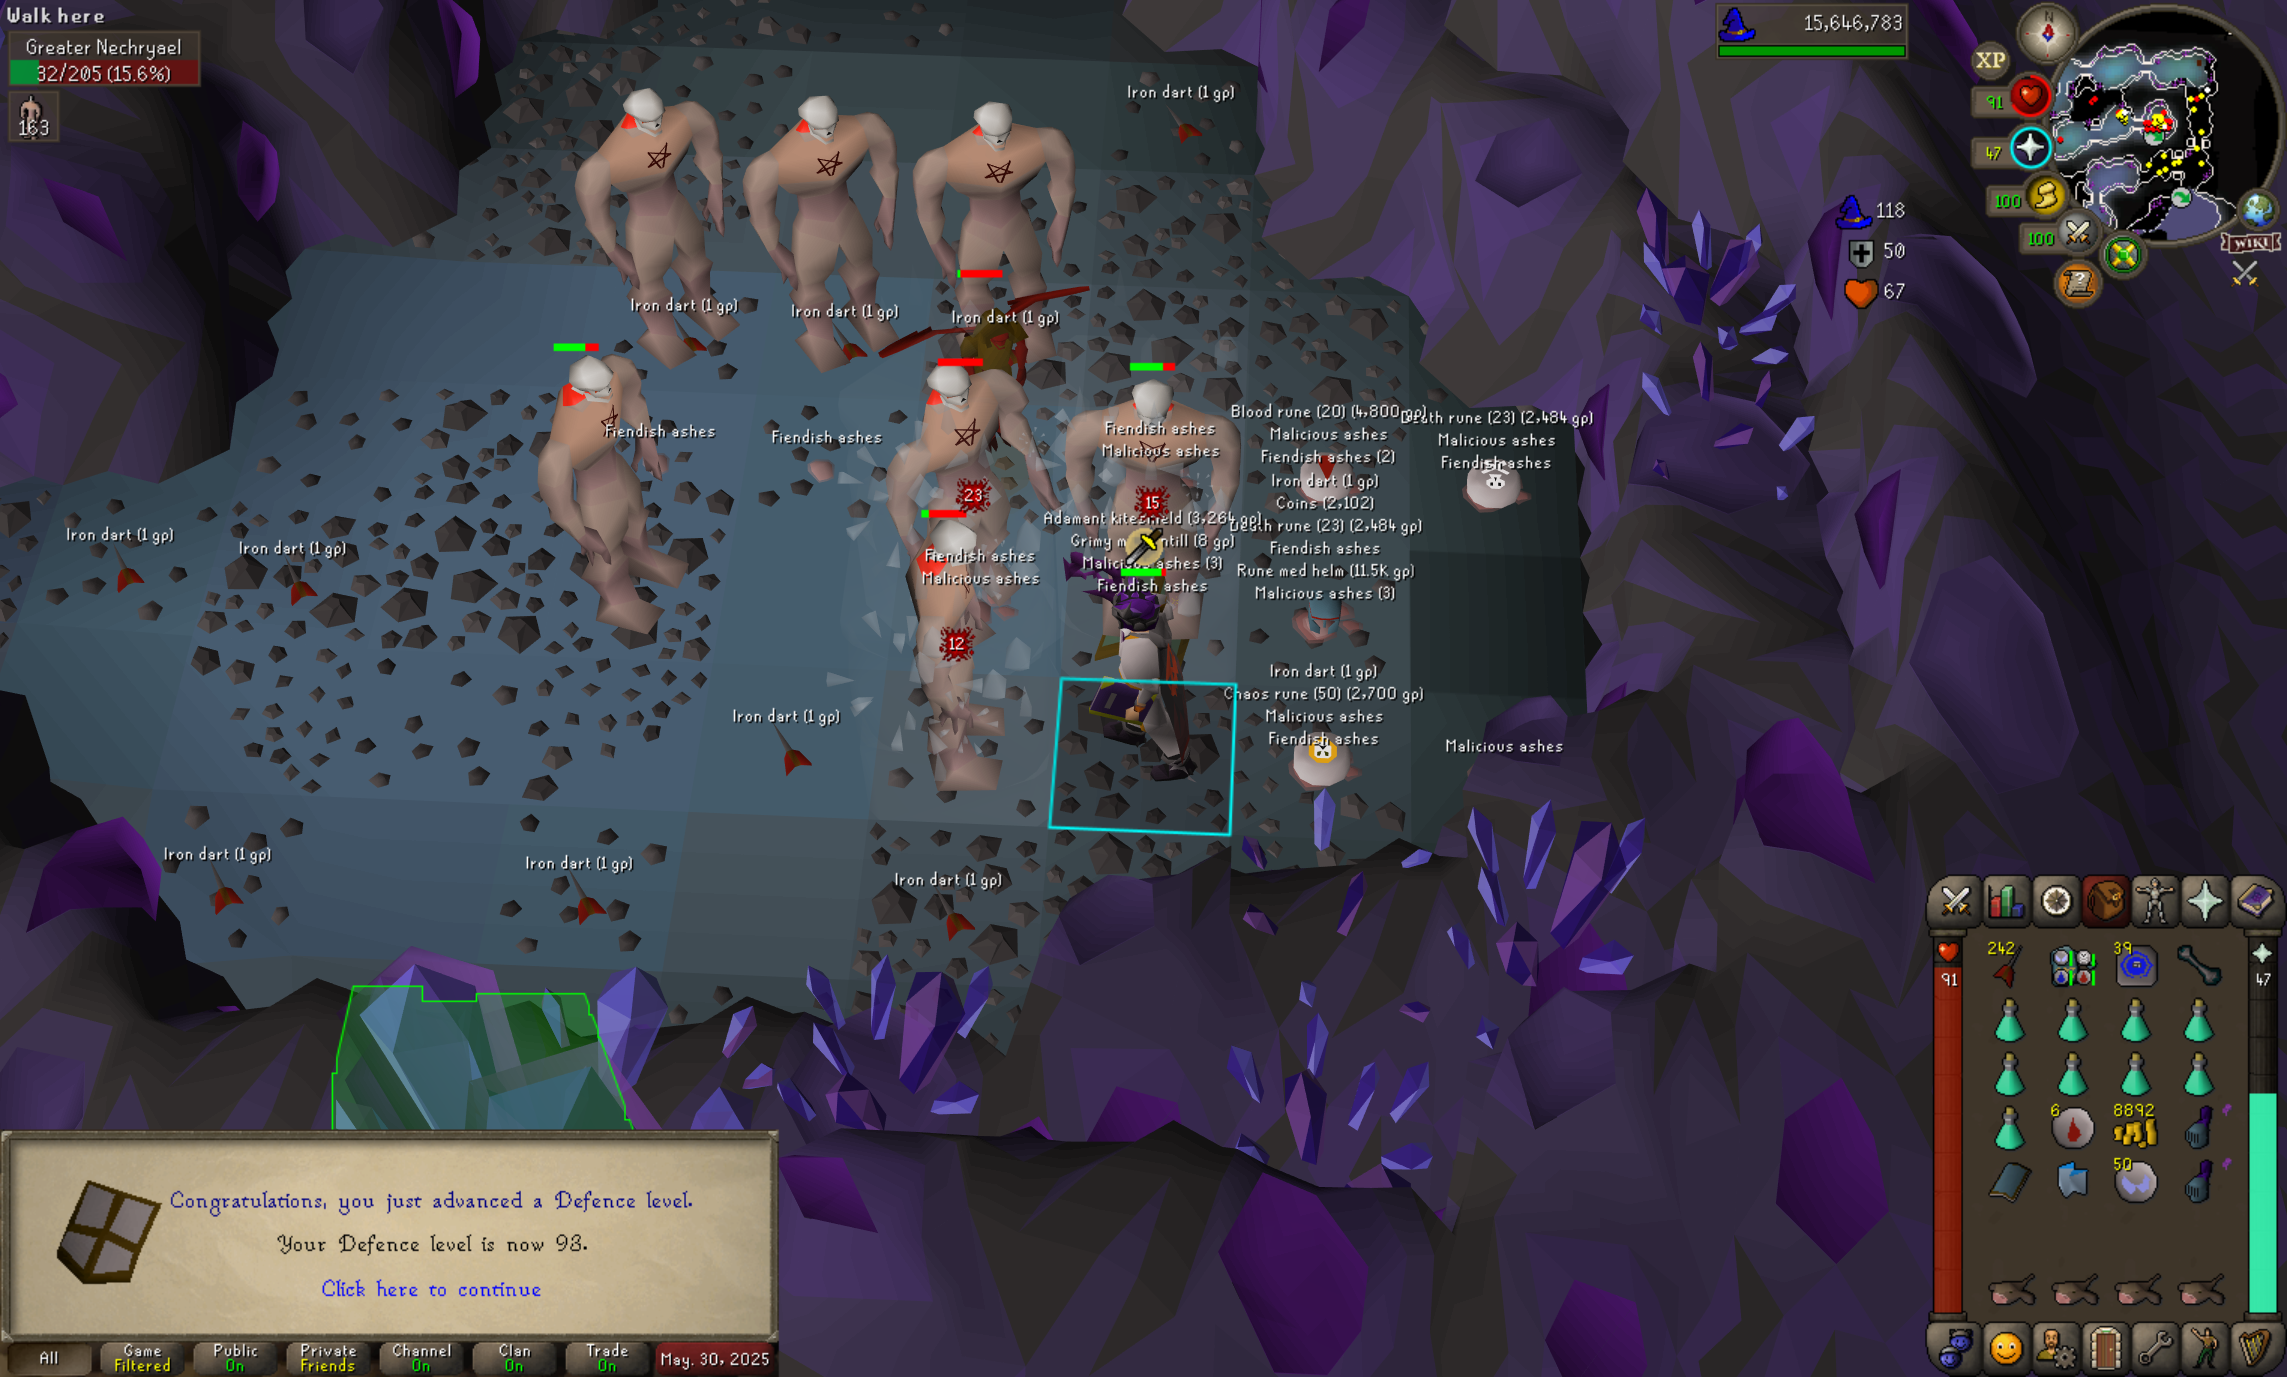 Walk here
Greater Nechryael
32/205 (15.6%)
163
15,646,783
N
XP
91
47
100
100
WIKI
118
50
67
Iron dart (1 gp)
Iron dart (1 gp)
Iron dart (1 gp)
Iron dart (1 gp)
Fiendish ashes
Fiendish ashes
Fiendish ashes
Malicious ashes
Blood rune (20) (4,800 gp)
Malicious ashes
Fiendish ashes (2)
Iron dart (1 gp)
Coins (2,102)
Death rune (23) (2,484 gp)
Malicious ashes
Fiendish ashes
23
15
Adamant kiteshield (3,264 gp)
Death rune (23) (2,484 gp)
Fiendish ashes
Rune med helm (11.5K gp)
Malicious ashes (3)
Grimy (8 gp)
Malicious ashes (3)
Fiendish ashes
Fiendish ashes
Malicious ashes
12
Iron dart (1 gp)
Iron dart (1 gp)
Iron dart (1 gp)
Chaos rune (50) (2,700 gp)
Malicious ashes
Fiendish ashes
Malicious ashes
Iron dart (1 gp)
Iron dart (1 gp)
Iron dart (1 gp)
Iron dart (1 gp)
91
47
242
39
6
8892
50
Congratulations, you just advanced a Defence level.
Your Defence level is now 93.
Click here to continue
All
Game
Filtered
Public
On
Private
Friends
Channel
On
Clan
On
Trade
On
May. 30, 2025